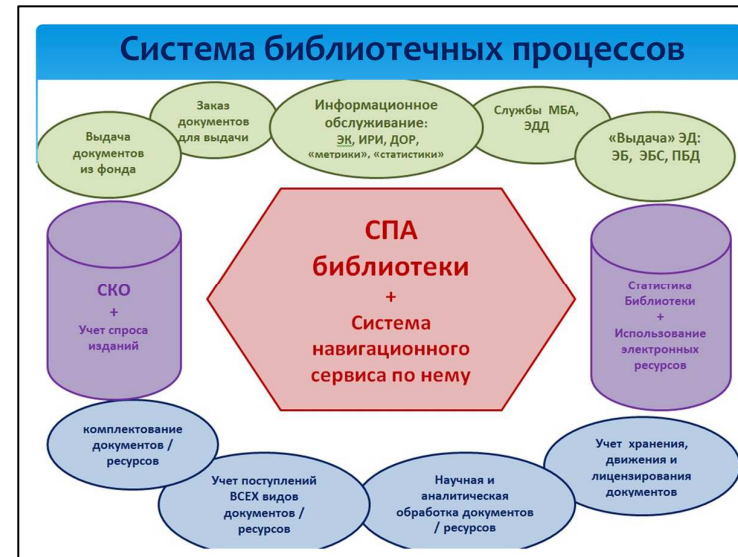 Система библиотечных процессов
Выдача
документов
из фонда
Заказ
документов
для выдачи
Информационное
обслуживание:
ЭК, ИРИ, ДОР,
«метрики», «статистики»
Службы МБА,
ЭДД
«Выдача» ЭД:
ЭБ, ЭБС, ПБД
СКО
+
Учет спроса
изданий
СПА
библиотеки
+
Система
навигационного
сервиса по нему
Статистика
Библиотеки
+
Использование
электронных
ресурсов
комплектование
документов /
ресурсов
Учет поступлений
ВСЕХ видов
документы /
ресурсов
Научная и
аналитическая
обработка документов
/ ресурсов
Учет хранения,
движения и
лицензирования
документов